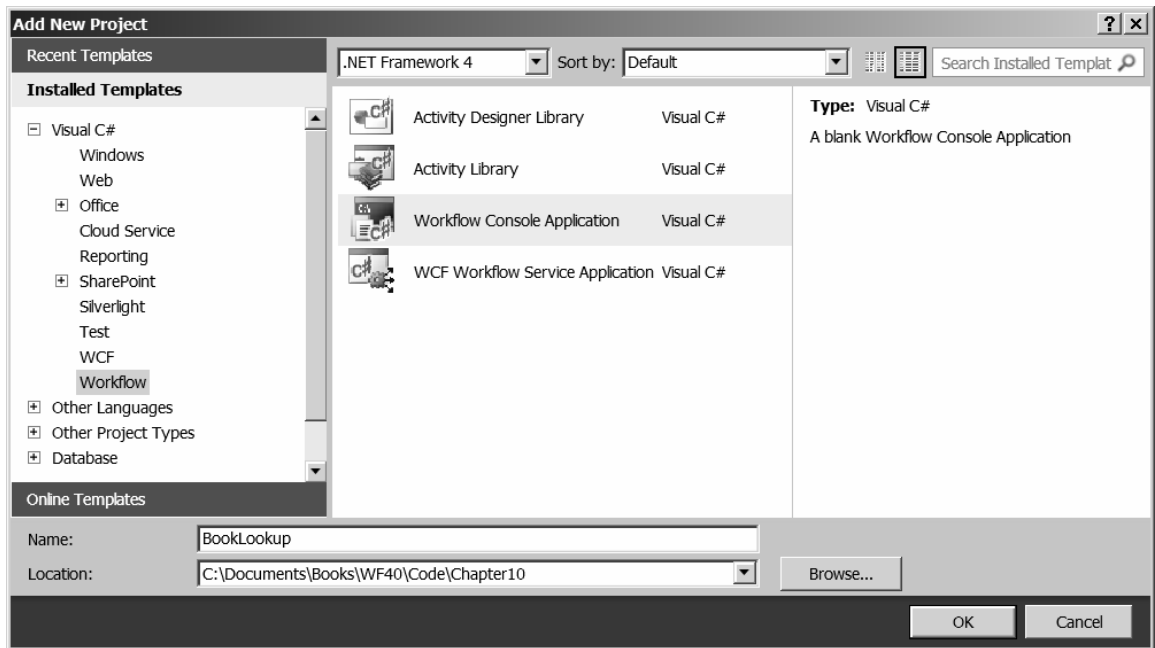 Add New Project
? ×
Recent Templates
.NET Framework 4
Sort by: Default
Search Installed Templat
Installed Templates
Visual C#
Windows
Web
Office
Cloud Service
Reporting
SharePoint
Silverlight
Test
WCF
Workflow
Other Languages
Other Project Types
Database
Online Templates
Activity Designer Library Visual C#
Activity Library Visual C#
Workflow Console Application Visual C#
WCF Workflow Service Application Visual C#
Type: Visual C#
A blank Workflow Console Application
Name: BookLookup
Location: C:\Documents\Books\WF40\Code\Chapter10
Browse...
OK Cancel